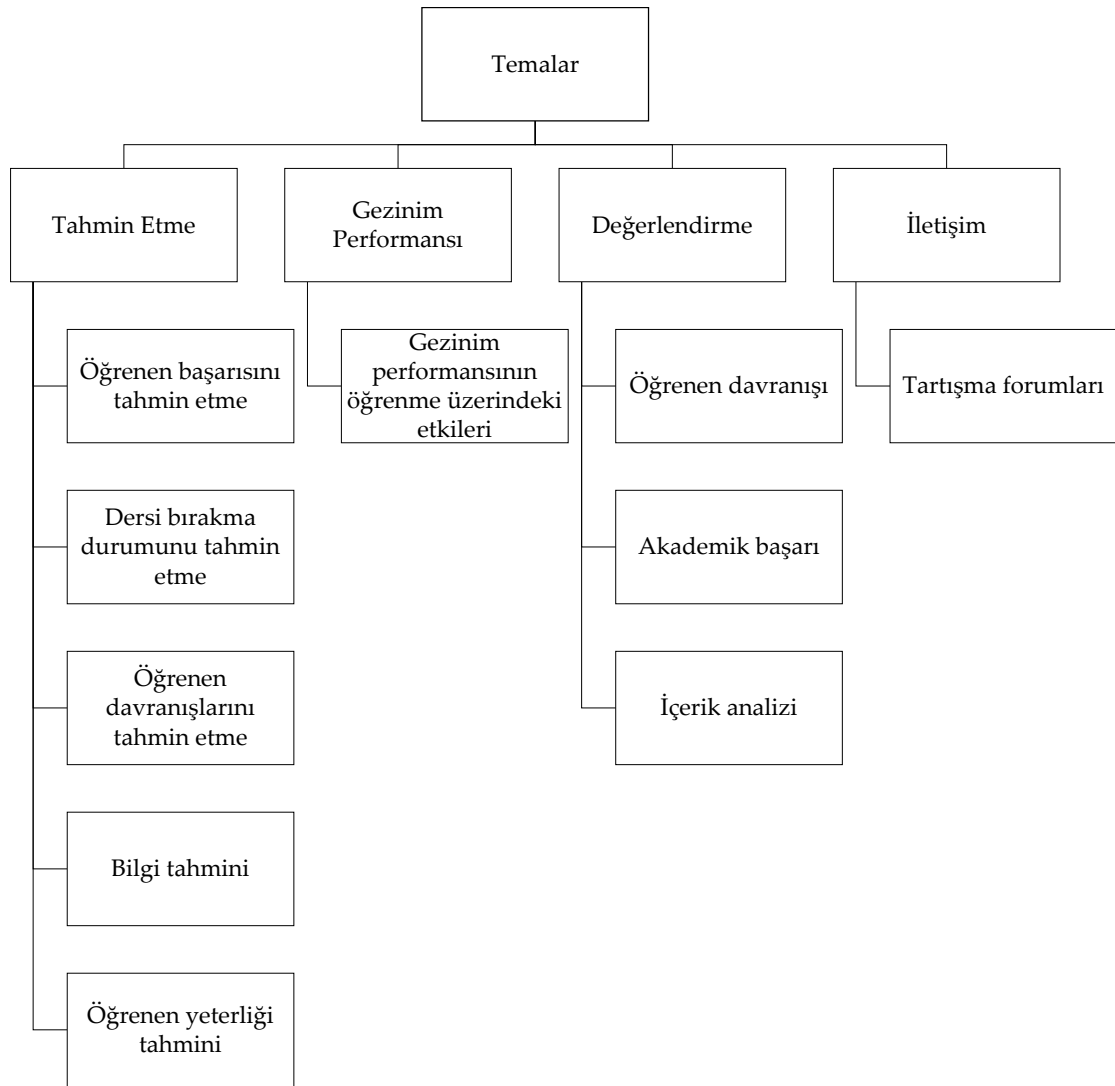 Temalar
Tahmin Etme
Gezinim
Performansı
Değerlendirme
İletişim
Öğrenen başarısını
tahmin etme
Gezinim
performansının
öğrenme üzerindeki
etkileri
Öğrenen davranışı
Tartışma forumları
Dersi bırakma
durumunu tahmin
etme
Akademik başarı
Öğrenen
davranışlarını
tahmin etme
İçerik analizi
Bilgi tahmini
Öğrenen yeterliği
tahmini